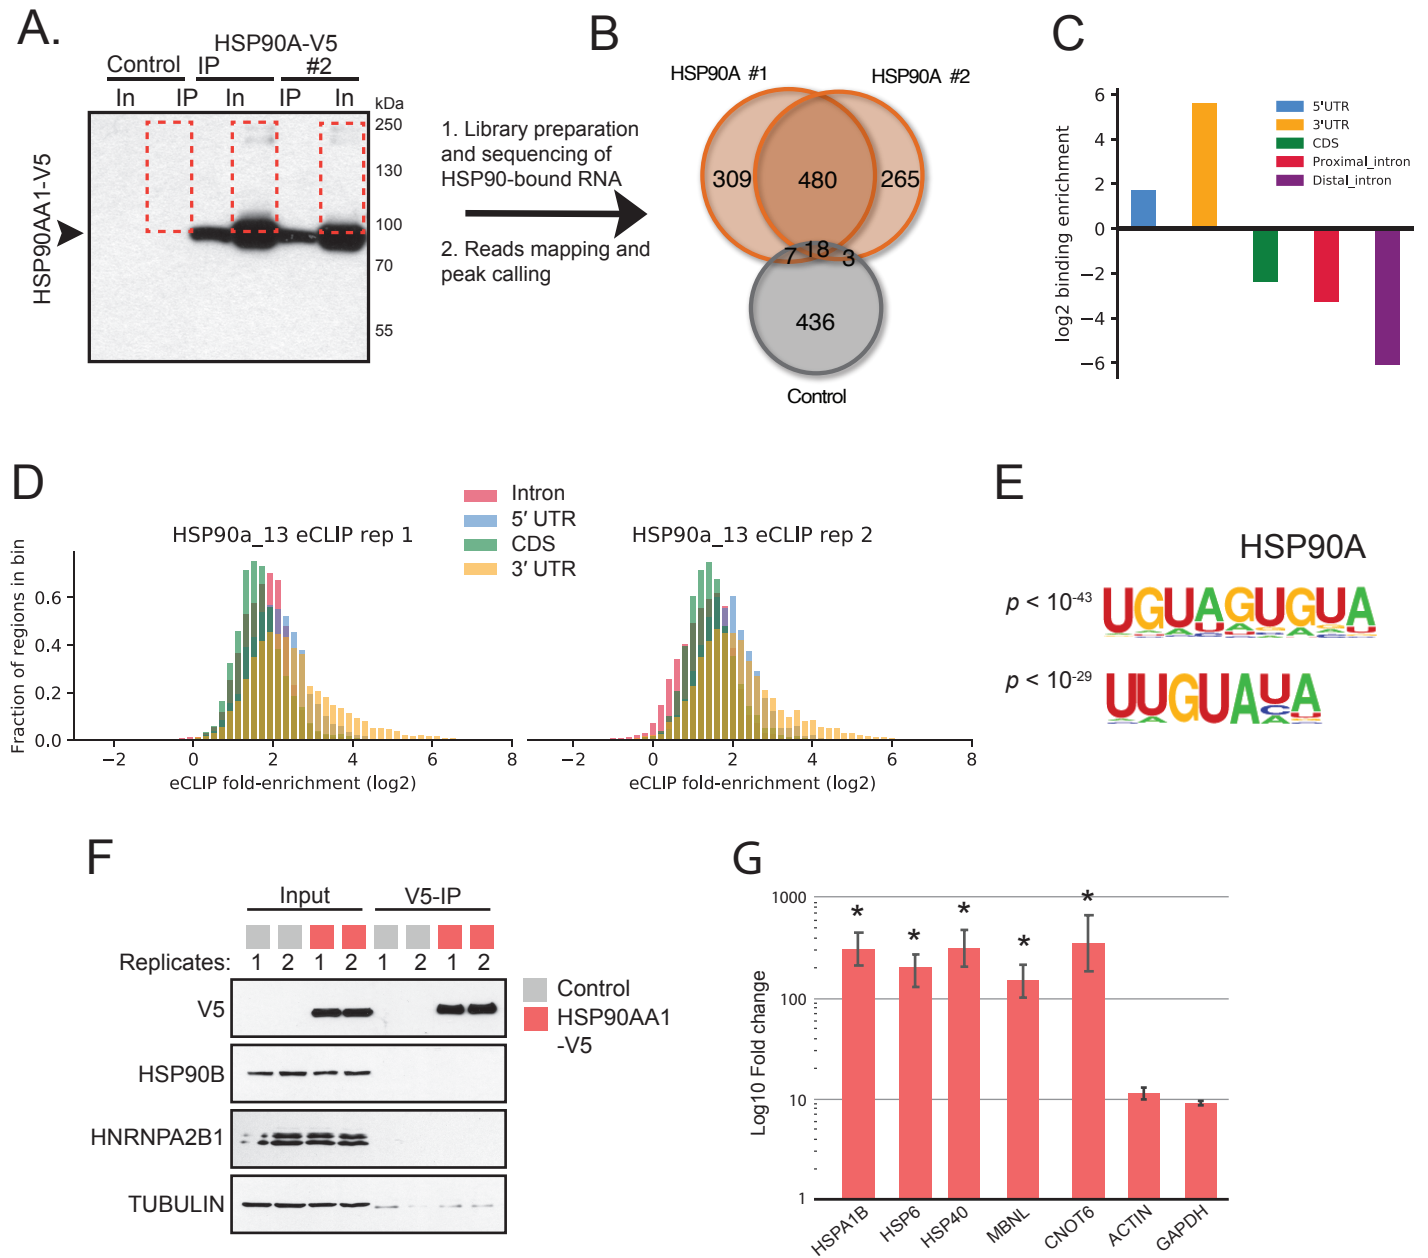 A.
HSP90A-V5
Control IP #2
In IP In IP In
kDa
250
130
100
70
55
HSP90AA1-V5
1. Library preparation
and sequencing of
HSP90-bound RNA
2. Reads mapping and
peak calling
B
HSP90A #1
HSP90A #2
309
480
265
7
18
3
436
Control
C
log2 binding enrichment
6
4
2
0
−2
−4
−6
5'UTR
3'UTR
CDS
Proximal_intron
Distal_intron
D
Intron
5′ UTR
CDS
3′ UTR
HSP90a_13 eCLIP rep 1
HSP90a_13 eCLIP rep 2
Fraction of regions in bin
0.6
0.4
0.2
0.0
−2 0 2 4 6 8
−2 0 2 4 6 8
eCLIP fold-enrichment (log2)
eCLIP fold-enrichment (log2)
E
HSP90A
p < 10-43
UGUAGUGUA
p < 10-29
UUGUAUA
F
Input V5-IP
Replicates: 1 2 1 2 1 2 1 2
V5
HSP90B
HNRNPA2B1
TUBULIN
Control
HSP90AA1
-V5
G
Log10 Fold change
1000
100
10
1
* * * * *
HSPA1B
HSP6
HSP40
MBNL
CNOT6
ACTIN
GAPDH